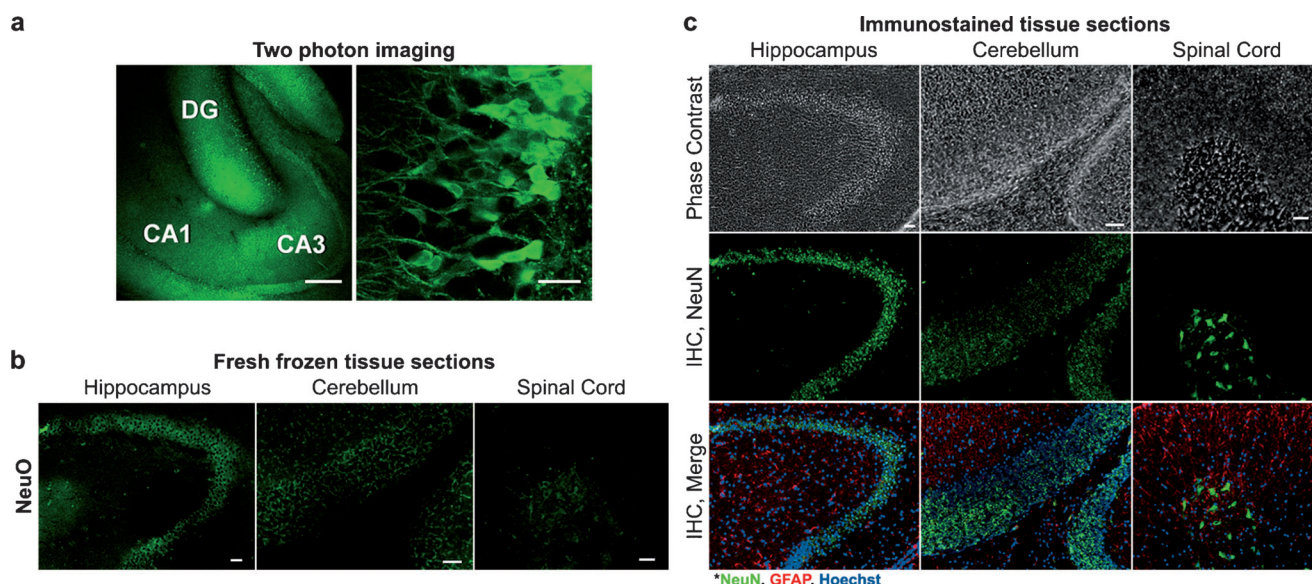 a
Two photon imaging
DG
CA1
CA3
b
Fresh frozen tissue sections
Hippocampus
Cerebellum
Spinal Cord
NeuO
c
Immunostained tissue sections
Hippocampus
Cerebellum
Spinal Cord
Phase Contrast
IHC, NeuN
IHC, Merge
*NeuN, GFAP, Hoechst